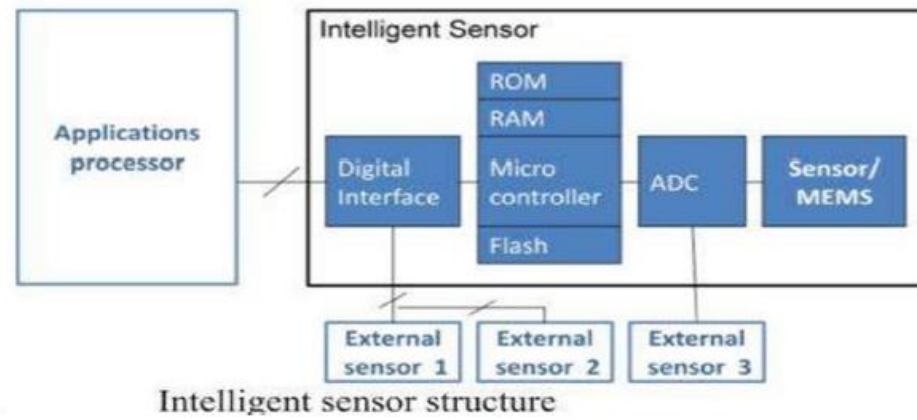 Intelligent Sensor
Applications
processor
Digital
Interface
ROM
RAM
Micro
controller
Flash
ADC
Sensor/
MEMS
External
sensor 1
External
sensor 2
External
sensor 3
Intelligent sensor structure